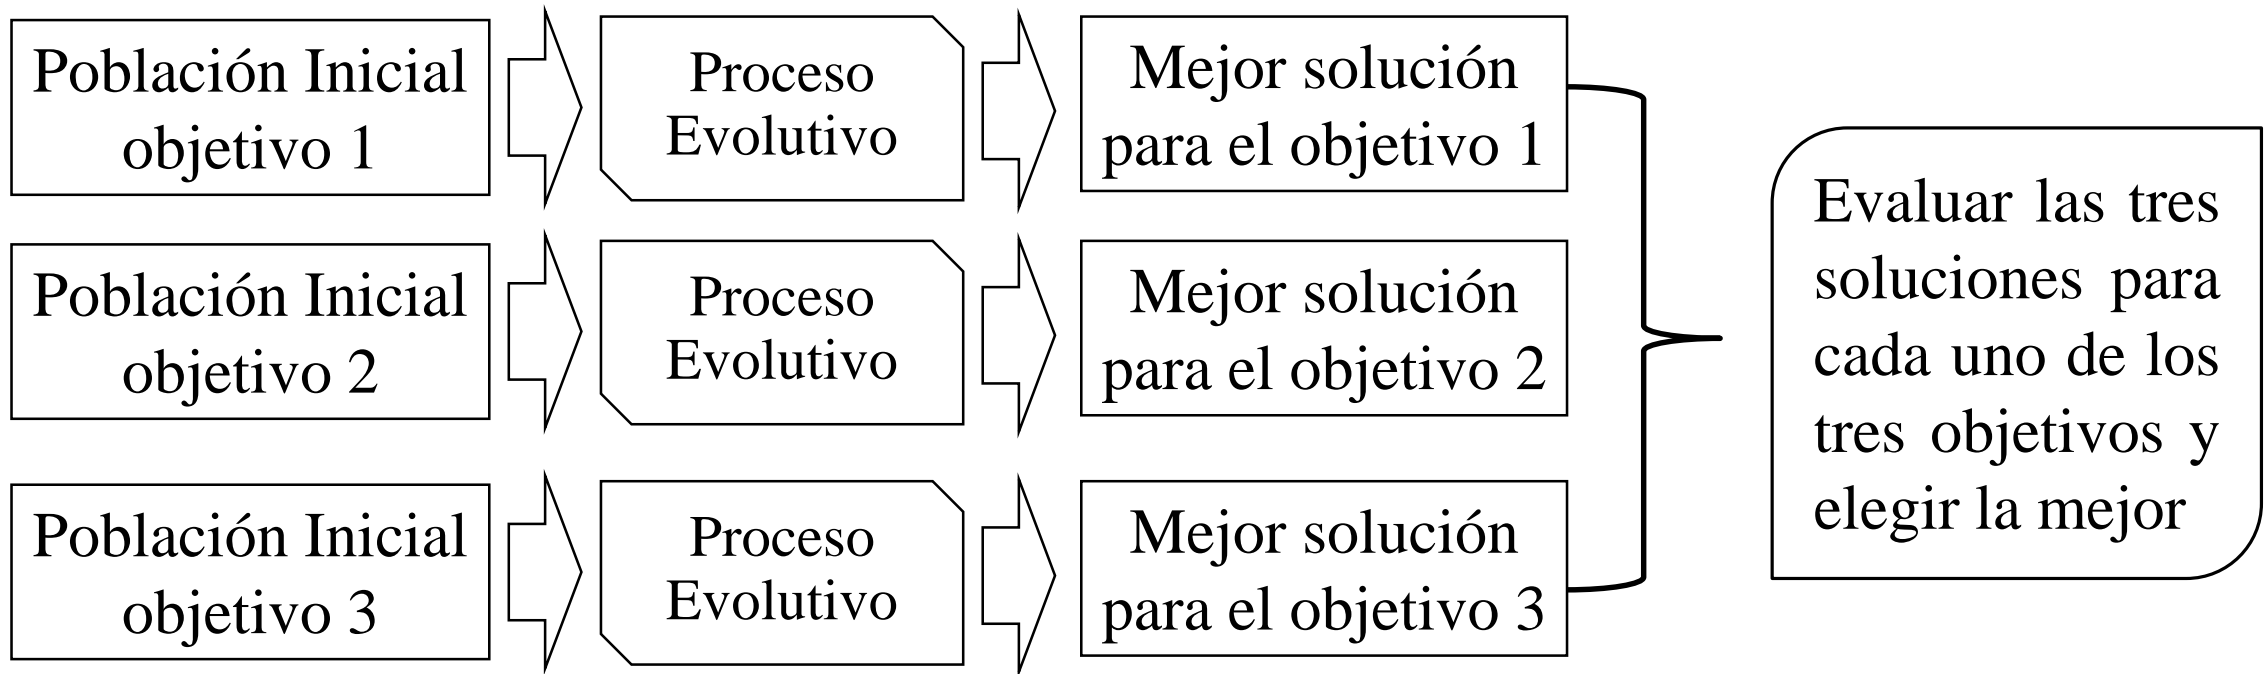 Población Inicial
objetivo 1
Proceso
Evolutivo
Mejor solución
para el objetivo 1
Población Inicial
objetivo 2
Proceso
Evolutivo
Mejor solución
para el objetivo 2
Población Inicial
objetivo 3
Proceso
Evolutivo
Mejor solución
para el objetivo 3
Evaluar las tres
soluciones para
cada uno de los
tres objetivos y
elegir la mejor